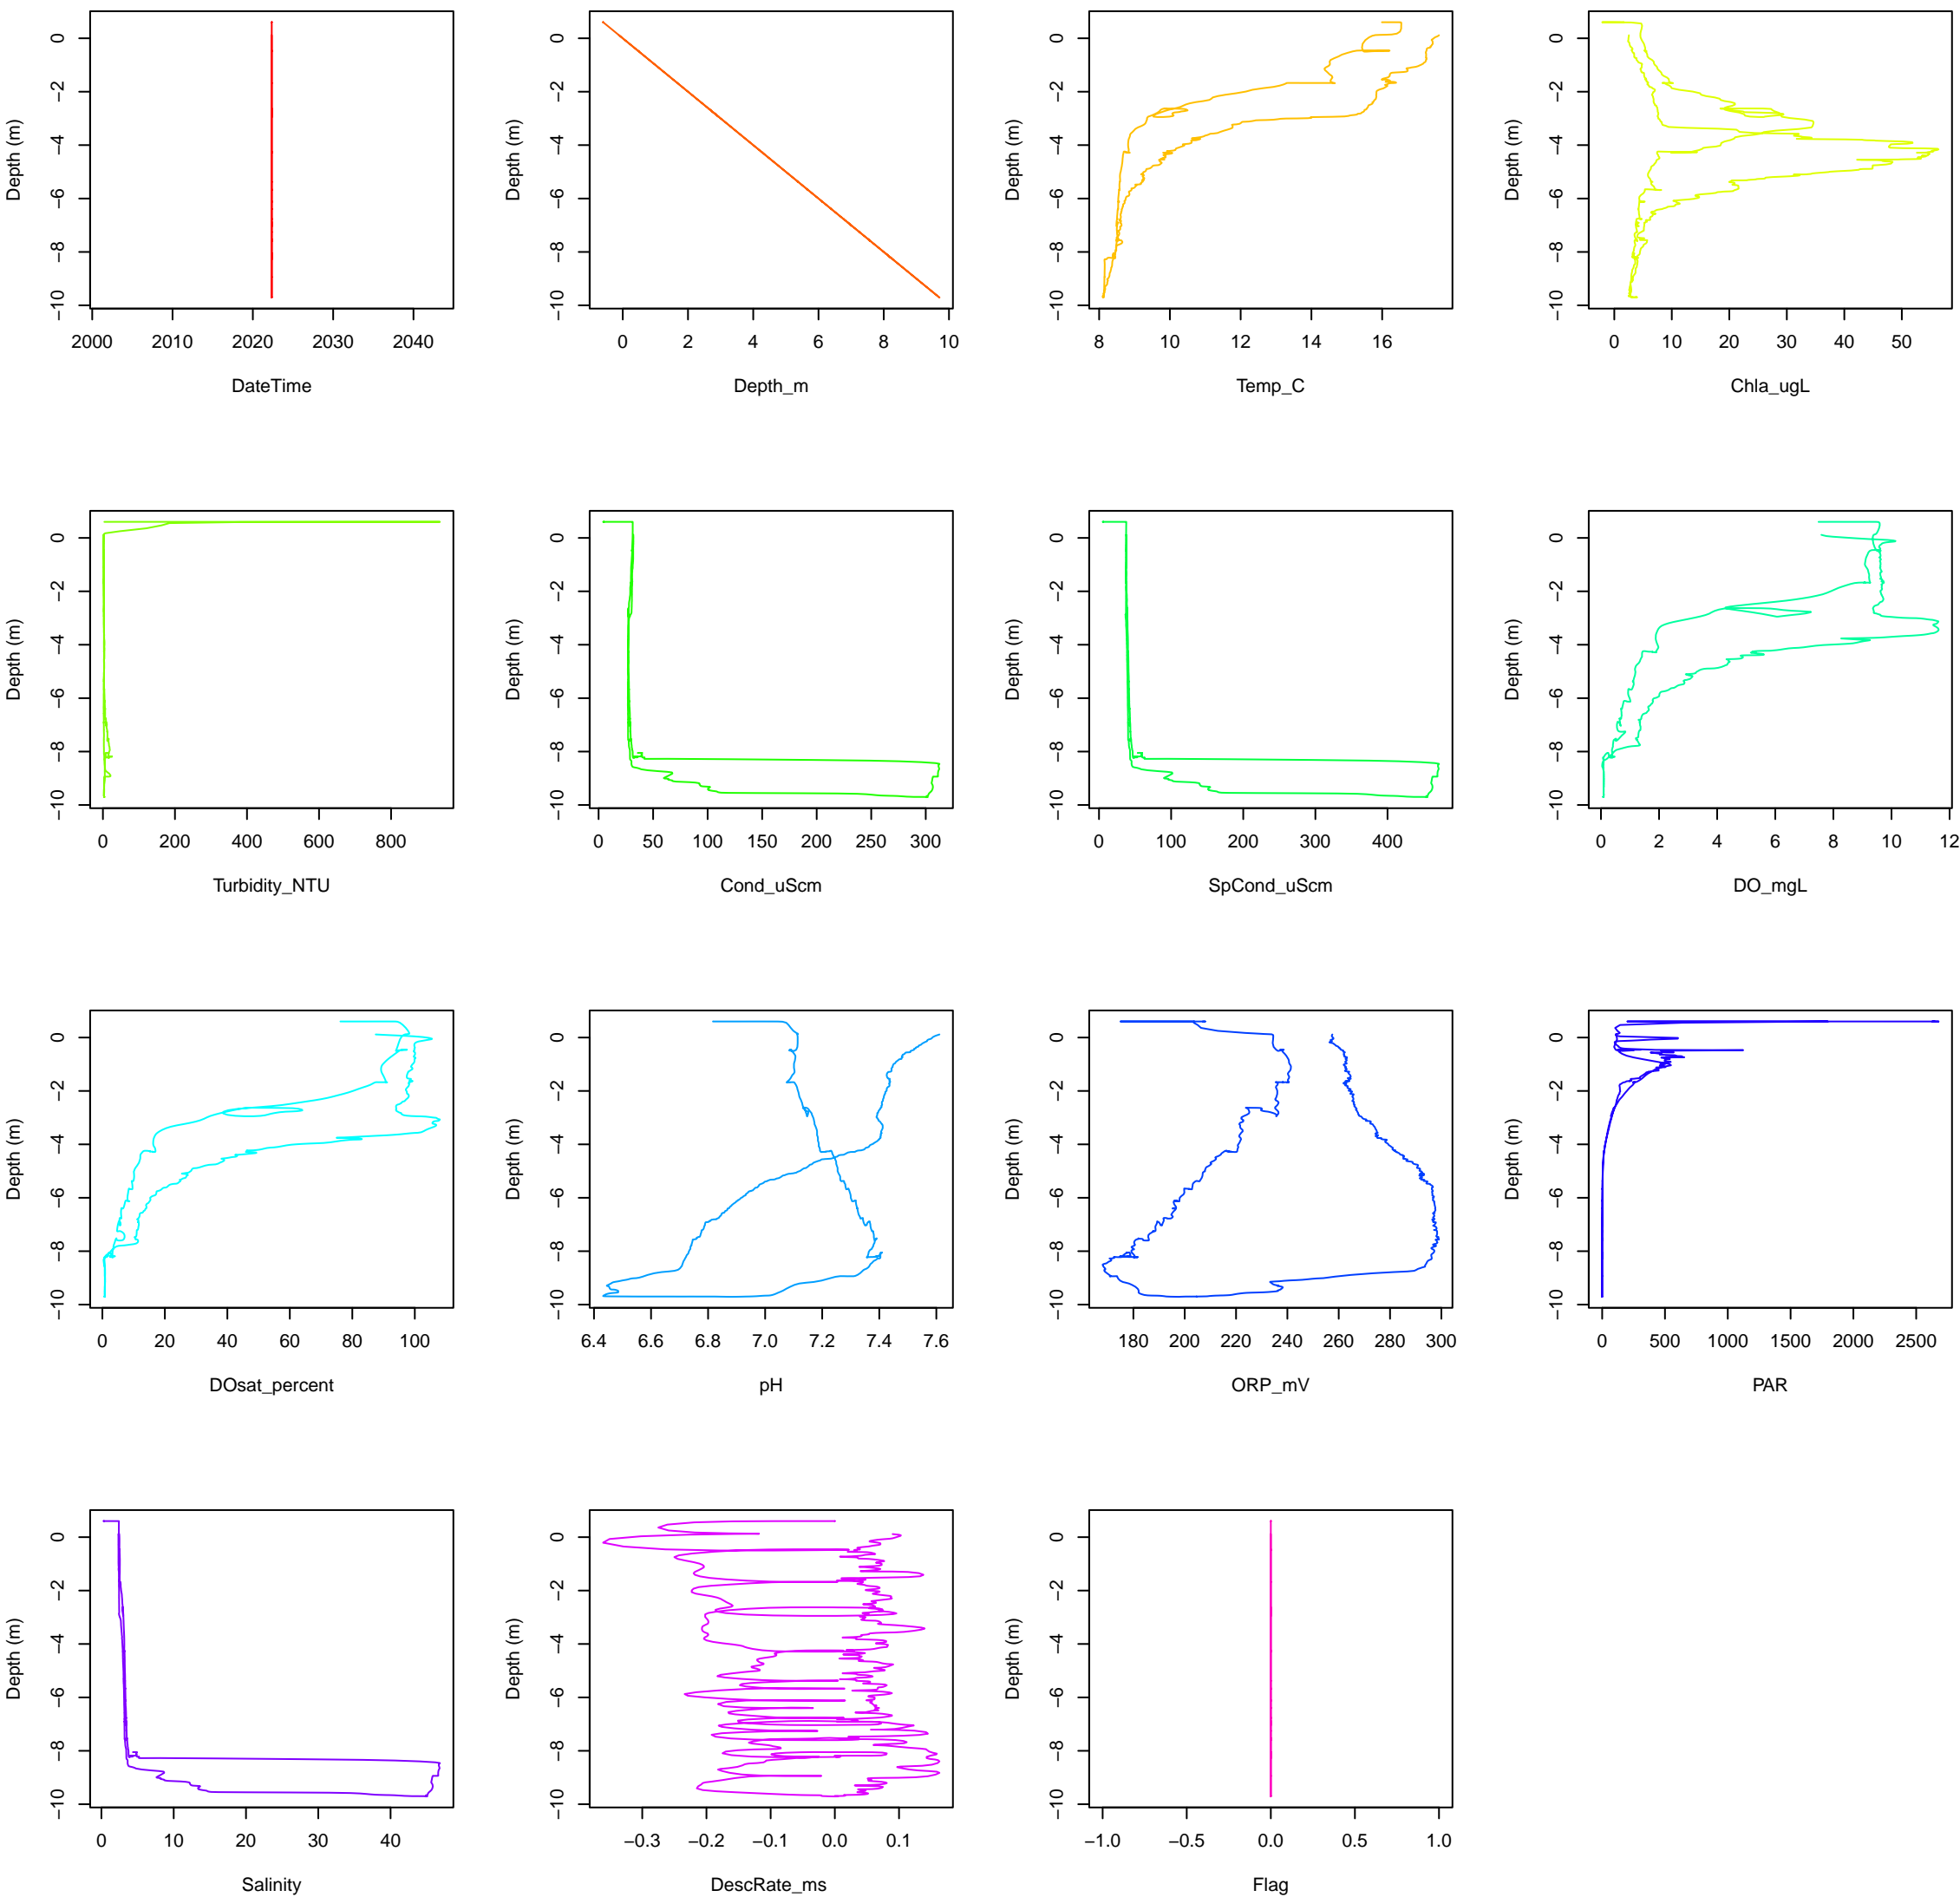 0 −2 −4 −6 −8 −10 0 −2 −4 −6 −8 −10 0 −2 −4 −6 −8 −10 0 −2 −4 −6 −8 −10
Depth (m) Depth (m) Depth (m) Depth (m)
2000 2010 2020 2030 2040 0 2 4 6 8 10 8 10 12 14 16 0 10 20 30 40 50
DateTime Depth_m Temp_C Chla_ugL
0 −2 −4 −6 −8 −10 0 −2 −4 −6 −8 −10 0 −2 −4 −6 −8 −10 0 −2 −4 −6 −8 −10
Depth (m) Depth (m) Depth (m) Depth (m)
0 200 400 600 800 0 50 100 150 200 250 300 0 100 200 300 400 0 2 4 6 8 10 12
Turbidity_NTU Cond_uScm SpCond_uScm DO_mgL
0 −2 −4 −6 −8 −10 0 −2 −4 −6 −8 −10 0 −2 −4 −6 −8 −10 0 −2 −4 −6 −8 −10
Depth (m) Depth (m) Depth (m) Depth (m)
0 20 40 60 80 100 6.4 6.6 6.8 7.0 7.2 7.4 7.6 180 200 220 240 260 280 300 0 500 1000 1500 2000 2500
DOsat_percent pH ORP_mV PAR
0 −2 −4 −6 −8 −10 0 −2 −4 −6 −8 −10 0 −2 −4 −6 −8 −10
Depth (m) Depth (m) Depth (m)
0 10 20 30 40 −0.3 −0.2 −0.1 0.0 0.1 −1.0 −0.5 0.0 0.5 1.0
Salinity DescRate_ms Flag